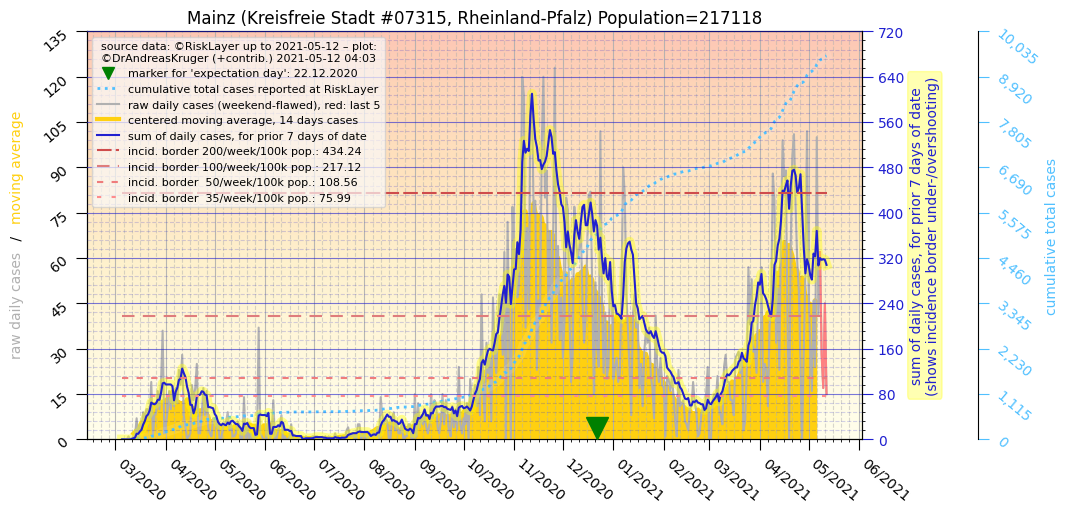 Mainz (Kreisfreie Stadt #07315, Rheinland-Pfalz) Population=217118
source data: ©RiskLayer up to 2021-05-12 – plot:
©DrAndreasKruger (+contrib.) 2021-05-12 04:03
marker for 'expectation day': 22.12.2020
cumulative total cases reported at RiskLayer
raw daily cases (weekend-flawed), red: last 5
centered moving average, 14 days cases
sum of daily cases, for prior 7 days of date
incid. border 200/week/100k pop.: 434.24
incid. border 100/week/100k pop.: 217.12
incid. border  50/week/100k pop.: 108.56
incid. border  35/week/100k pop.: 75.99
raw daily cases / moving average
135
120
105
90
75
60
45
30
15
0
03/2020
04/2020
05/2020
06/2020
07/2020
08/2020
09/2020
10/2020
11/2020
12/2020
01/2021
02/2021
03/2021
04/2021
05/2021
06/2021
720
640
560
480
400
320
240
160
80
0
sum of daily cases, for prior 7 days of date
(shows incidence border under-/overshooting)
10,035
8,920
7,805
6,690
5,575
4,460
3,345
2,230
1,115
0
cumulative total cases